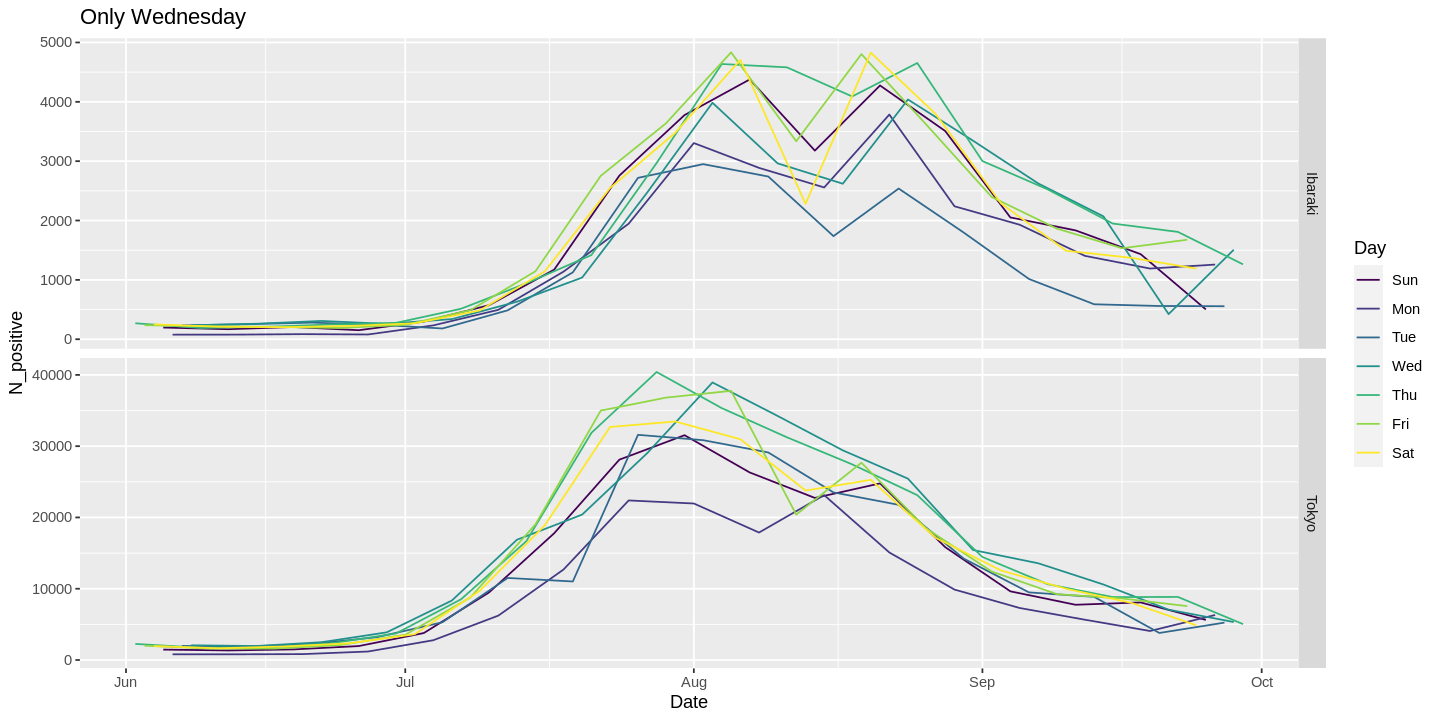 Only Wednesday
N_positive
5000
4000
3000
2000
1000
0
Ibaraki
40000
30000
20000
10000
0
Tokyo
Jun
Jul
Aug
Sep
Oct
Date
Day
Sun
Mon
Tue
Wed
Thu
Fri
Sat